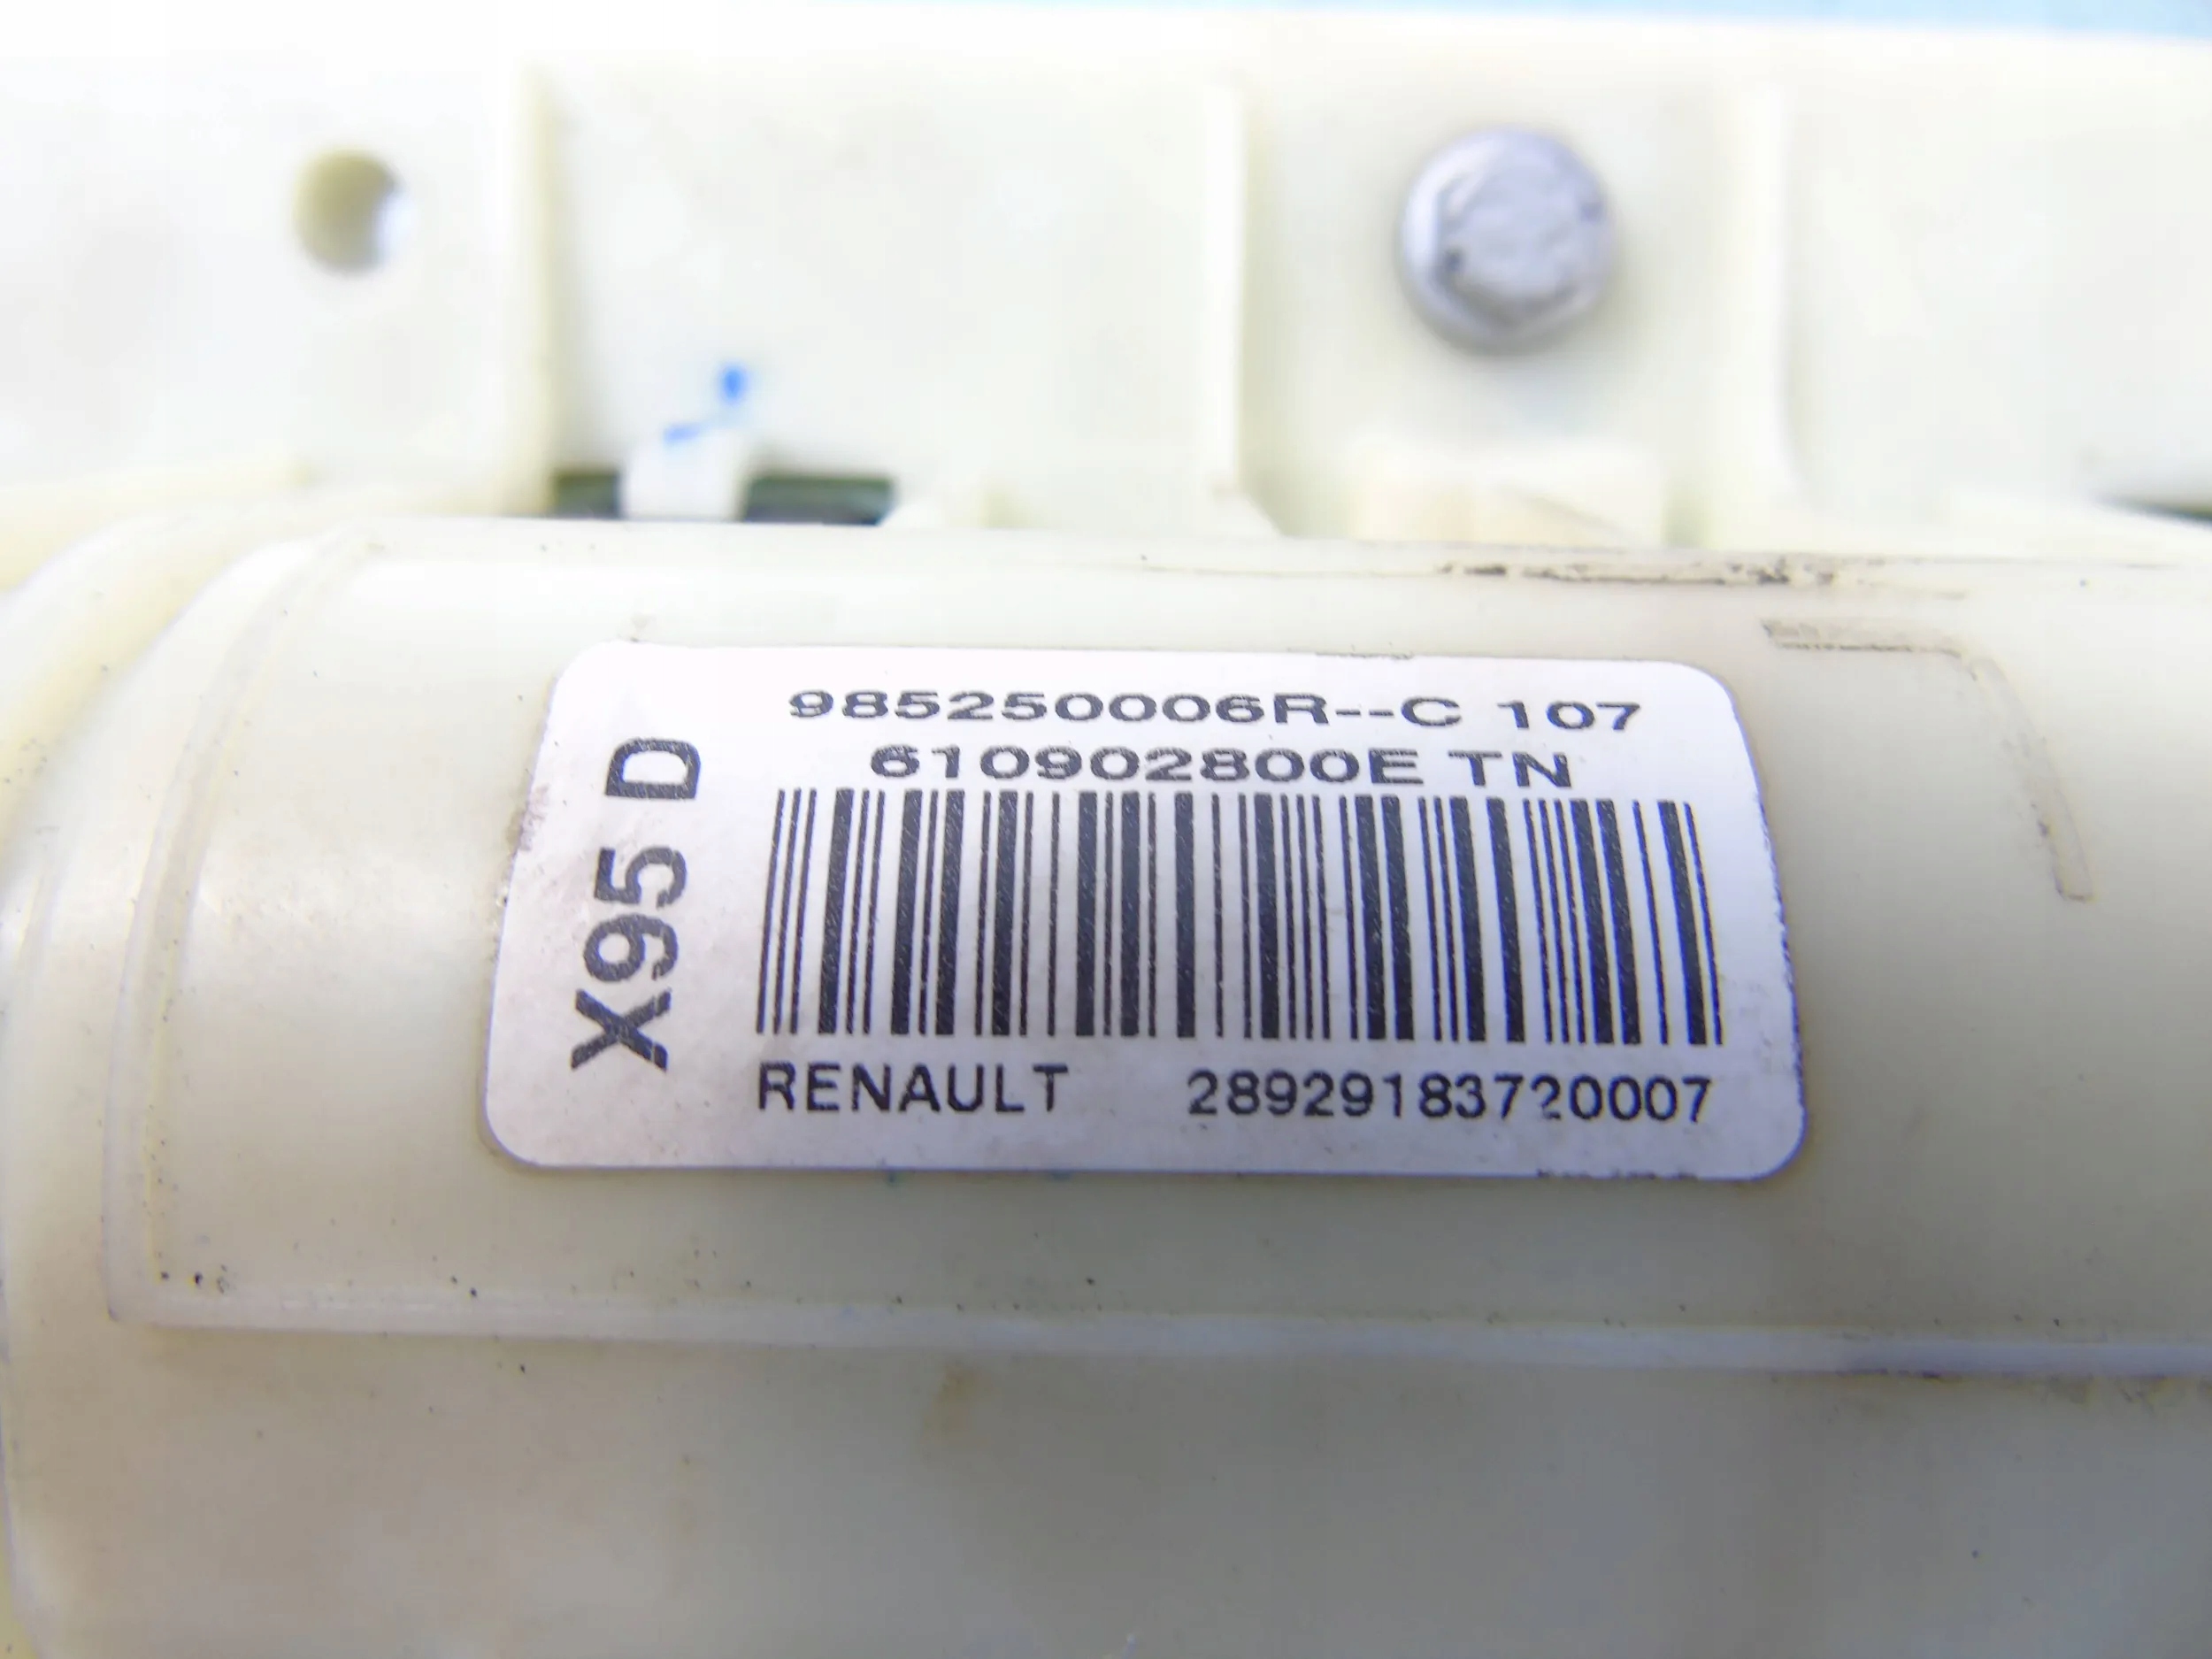 985250006R--C 107
610902800E TN
X95 D
RENAULT 28929183720007